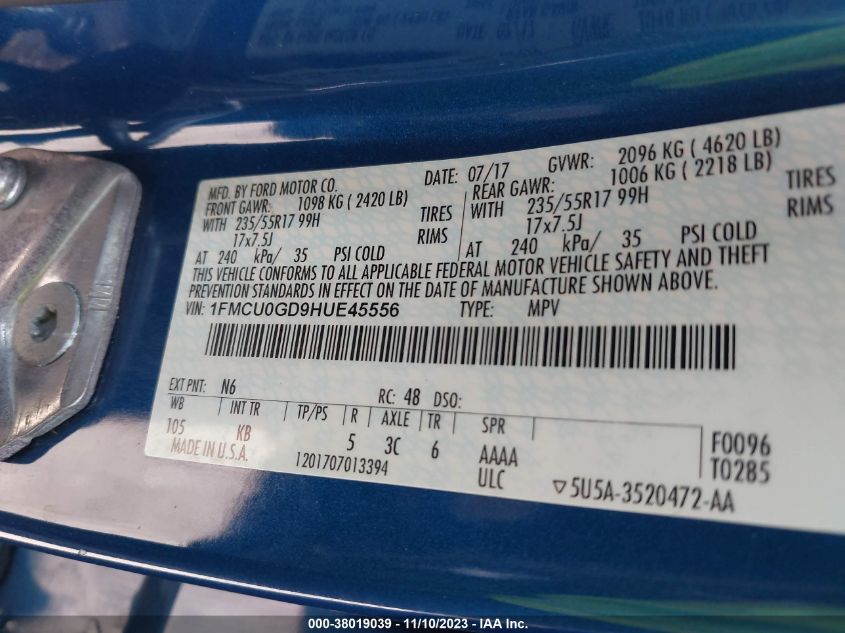 MFD. BY FORD MOTOR CO. DATE: 07/17 GVWR: 2096 KG ( 4620 LB)
FRONT GAWR: 1098 KG ( 2420 LB) REAR GAWR: 1006 KG ( 2218 LB)
WITH 235/55R17 99H TIRES WITH 235/55R17 99H TIRES
17x7.5J RIMS 17x7.5J RIMS
AT 240 kPa/ 35 PSI COLD AT 240 kPa/ 35 PSI COLD
THIS VEHICLE CONFORMS TO ALL APPLICABLE FEDERAL MOTOR VEHICLE SAFETY AND THEFT
PREVENTION STANDARDS IN EFFECT ON THE DATE OF MANUFACTURE SHOWN ABOVE.
VIN: 1FMCU0GD9HUE45556 TYPE: MPV
EXT PNT: N6 RC: 48 DSO:
WB INT TR TP/PS R AXLE TR SPR
105 KB 5 3C 6 AAAA F0096
MADE IN U.S.A. 1201707013394 ULC T0285
▽5U5A-3520472-AA
000-38019039 - 11/10/2023 - IAAI.com.